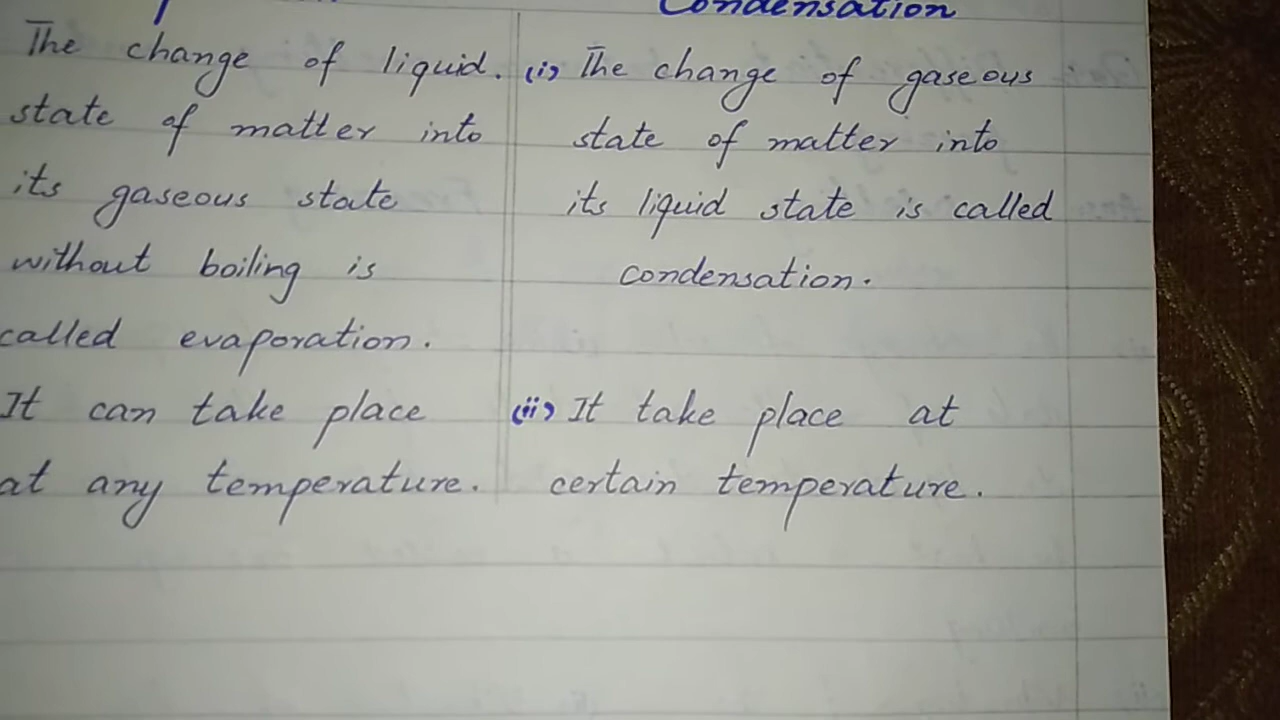 Condensation
The change of liquid.
state of matter into
its gaseous state
without boiling is
called evaporation.
It can take place
at any temperature.
(i) The change of gaseous
state of matter into
its liquid state is called
condensation.
(ii) It take place at
certain temperature.